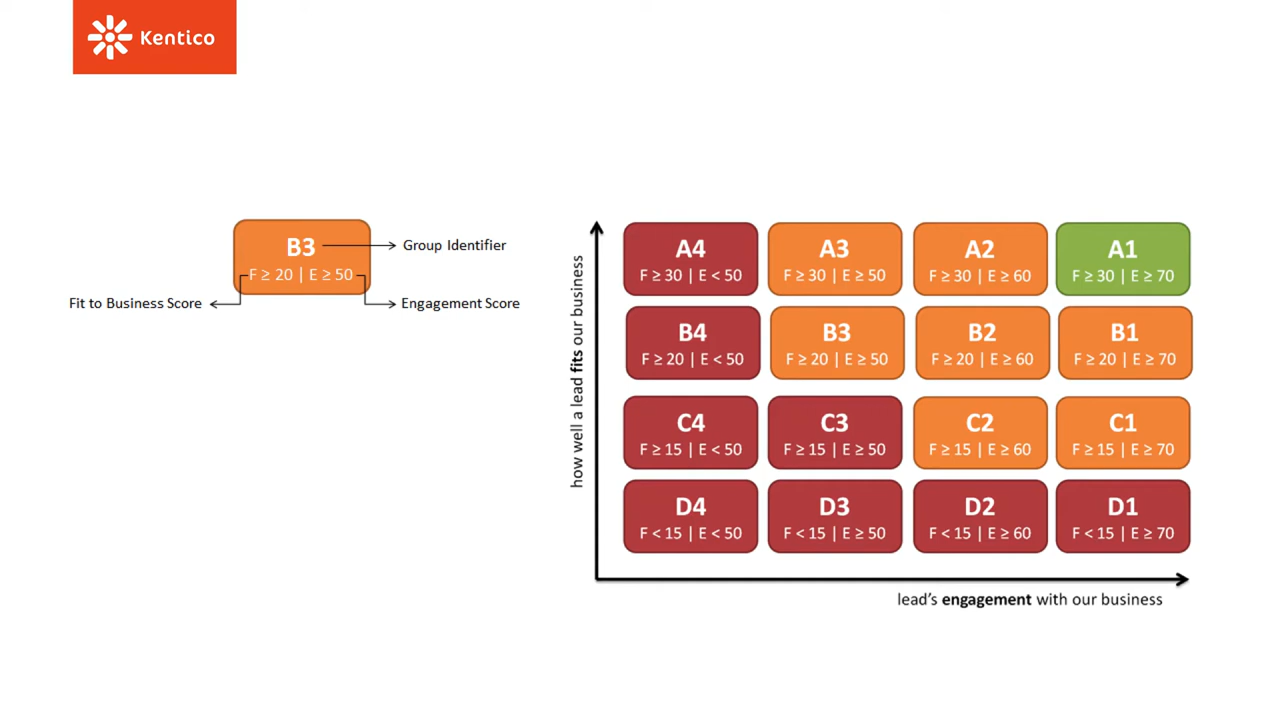 Kentico
B3
F ≥ 20 | E ≥ 50
Group Identifier
Fit to Business Score
Engagement Score
how well a lead fits our business
A4
F ≥ 30 | E < 50
A3
F ≥ 30 | E ≥ 50
A2
F ≥ 30 | E ≥ 60
A1
F ≥ 30 | E ≥ 70
B4
F ≥ 20 | E < 50
B3
F ≥ 20 | E ≥ 50
B2
F ≥ 20 | E ≥ 60
B1
F ≥ 20 | E ≥ 70
C4
F ≥ 15 | E < 50
C3
F ≥ 15 | E ≥ 50
C2
F ≥ 15 | E ≥ 60
C1
F ≥ 15 | E ≥ 70
D4
F < 15 | E < 50
D3
F < 15 | E ≥ 50
D2
F < 15 | E ≥ 60
D1
F < 15 | E ≥ 70
lead’s engagement with our business